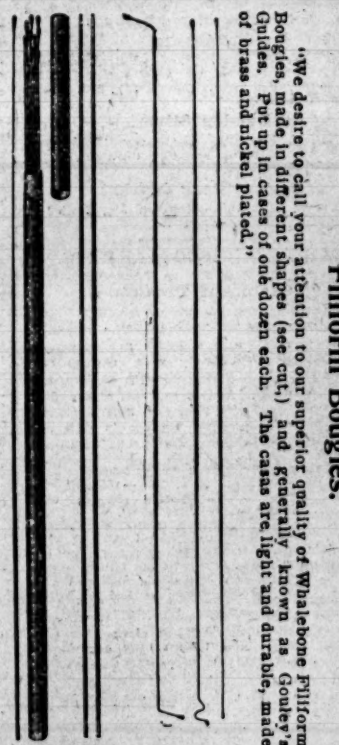 Filiform Bougies.
"We desire to call your attention to our superior quality of Whalebone Filiform
Bougies, made in different shapes (see cut,) and generally known as Gouley's
Guides. Put up in cases of one dozen each. The casas are light and durable, made
of brass and nickel plated."